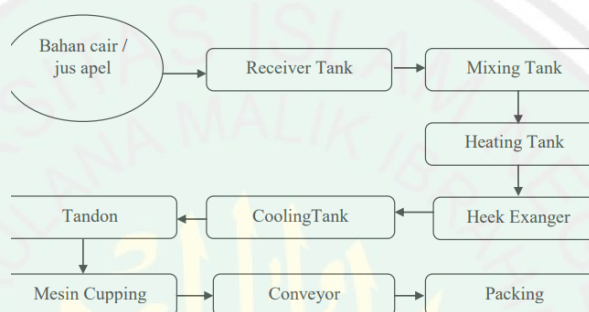 Bahan cair /
jus apel
Receiver Tank
Mixing Tank
Heating Tank
Heek Exanger
CoolingTank
Tandon
Mesin Cupping
Conveyor
Packing